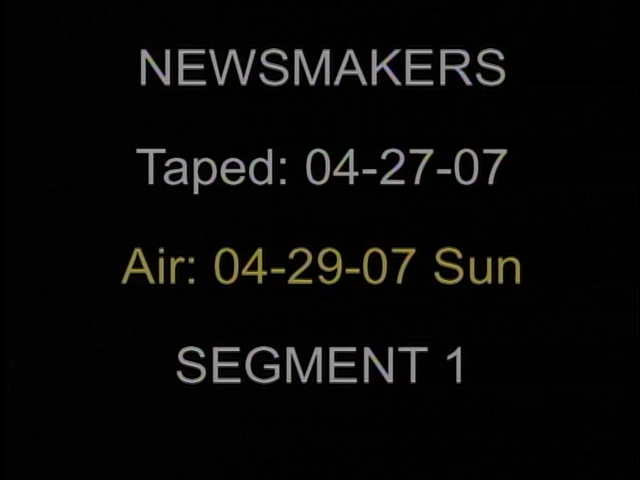 NEWSMAKERS
Taped: 04-27-07
Air: 04-29-07 Sun
SEGMENT 1